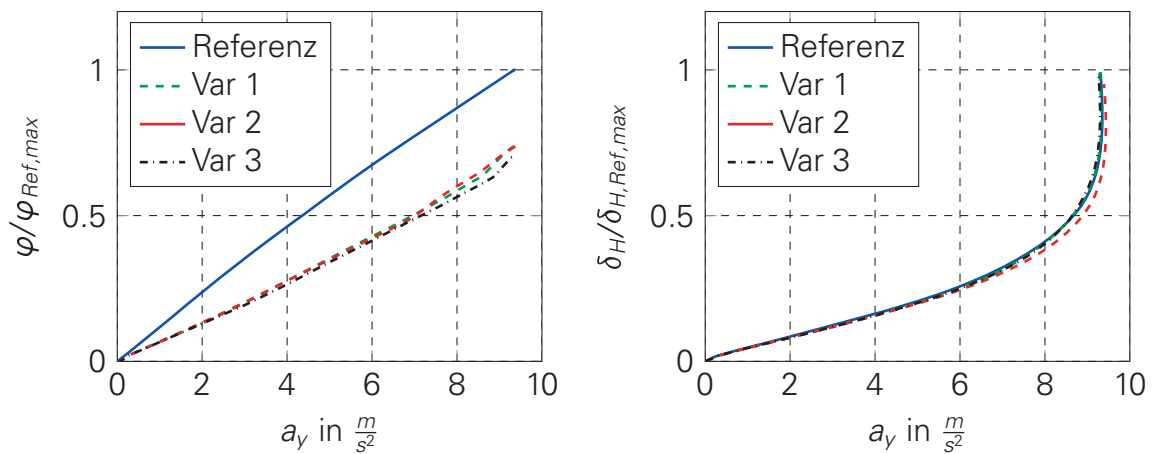 φ/φRef,max
1
0.5
0
Referenz
Var 1
Var 2
Var 3
0 2 4 6 8 10
ay in m/s²
δH/δH,Ref,max
1
0.5
0
Referenz
Var 1
Var 2
Var 3
0 2 4 6 8 10
ay in m/s²